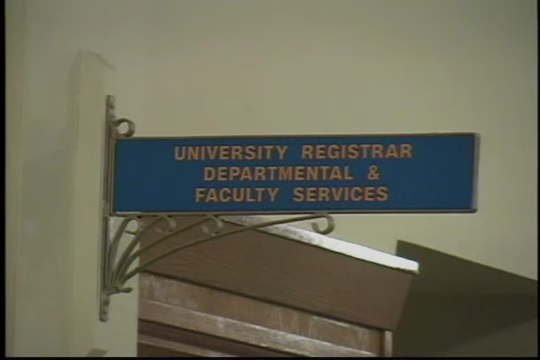 UNIVERSITY REGISTRAR
DEPARTMENTAL &
FACULTY SERVICES